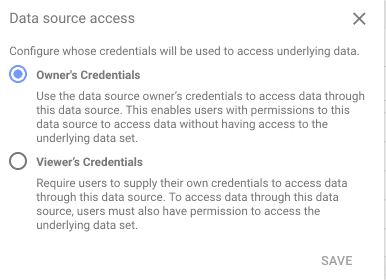 Data source access
Configure whose credentials will be used to access underlying data.
Owner's Credentials
Use the data source owner's credentials to access data through
this data source. This enables users with permissions to this
data source to access data without having access to the
underlying data set.
Viewer's Credentials
Require users to supply their own credentials to access data
through this data source. To access data through this data
source, users must also have permission to access the
underlying data set.
SAVE